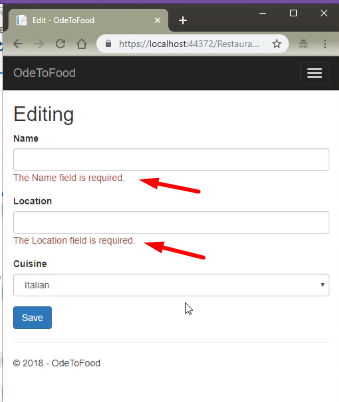 Edit - OdeToFood
https://localhost:44372/Restaura...
OdeToFood
Editing
Name
The Name field is required.
Location
The Location field is required.
Cuisine
Italian
Save
© 2018 - OdeToFood